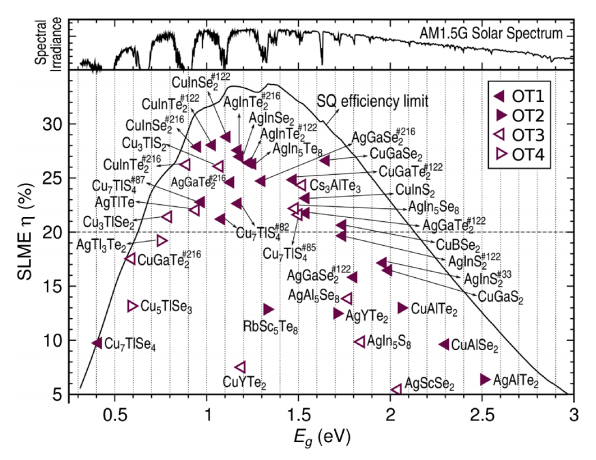 Spectral
Irradiance
AM1.5G Solar Spectrum
CuInSe2#122
CuInTe2#122
AgInTe2#216
SQ efficiency limit
OT1
OT2
OT3
OT4
30
CuInSe2#216
AgInSe2
Cu3TlS2
AgInTe2#122
AgGaSe2#216
AgIn5Te8
CuGaSe2
CuInTe2#216
CuGaTe2#122
25
Cu7TlS4#87
AgGaTe2#216
Cs3AlTe3
CuInS2
AgTlTe
AgIn5Se8
Cu3TlSe2
Cu7TlS4#82
AgGaTe2#122
20
AgTl3Te2
Cu7TlS4#85
CuBSe2
AgInS2#122
CuGaTe2#216
AgGaSe2#122
AgInS2#33
15
AgAl5Se8
CuGaS2
Cu5TlSe3
RbSc5Te8
AgYTe2
CuAlTe2
10
Cu7TlSe4
AgIn5S8
CuAlSe2
CuYTe2
AgScSe2
AgAlTe2
5
SLME η (%)
0.5
1
1.5
2
2.5
3
Eg (eV)